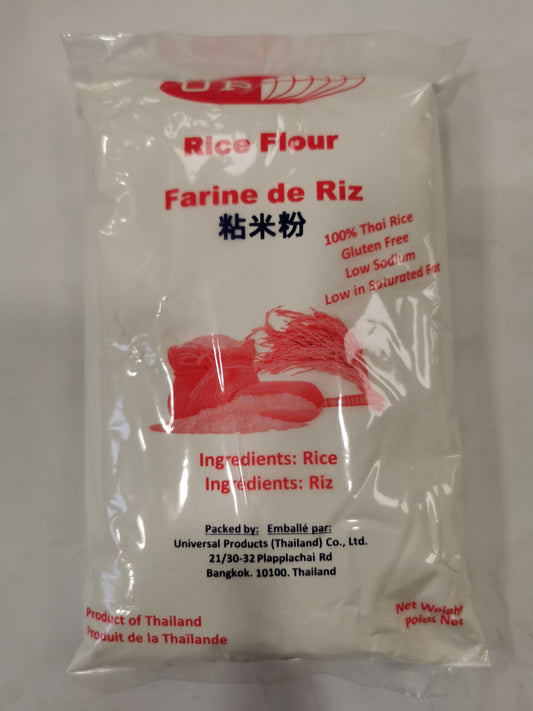 UP
Rice Flour
Farine de Riz
粘米粉
100% Thai Rice
Gluten Free
Low Sodium
Low in Saturated Fat
Ingredients: Rice
Ingrédients: Riz
Packed by: Emballé par:
Universal Products (Thailand) Co., Ltd.
21/30-32 Plapplachai Rd
Bangkok. 10100. Thailand
Product of Thailand
Produit de la Thaïlande
Net Weight
poids Net